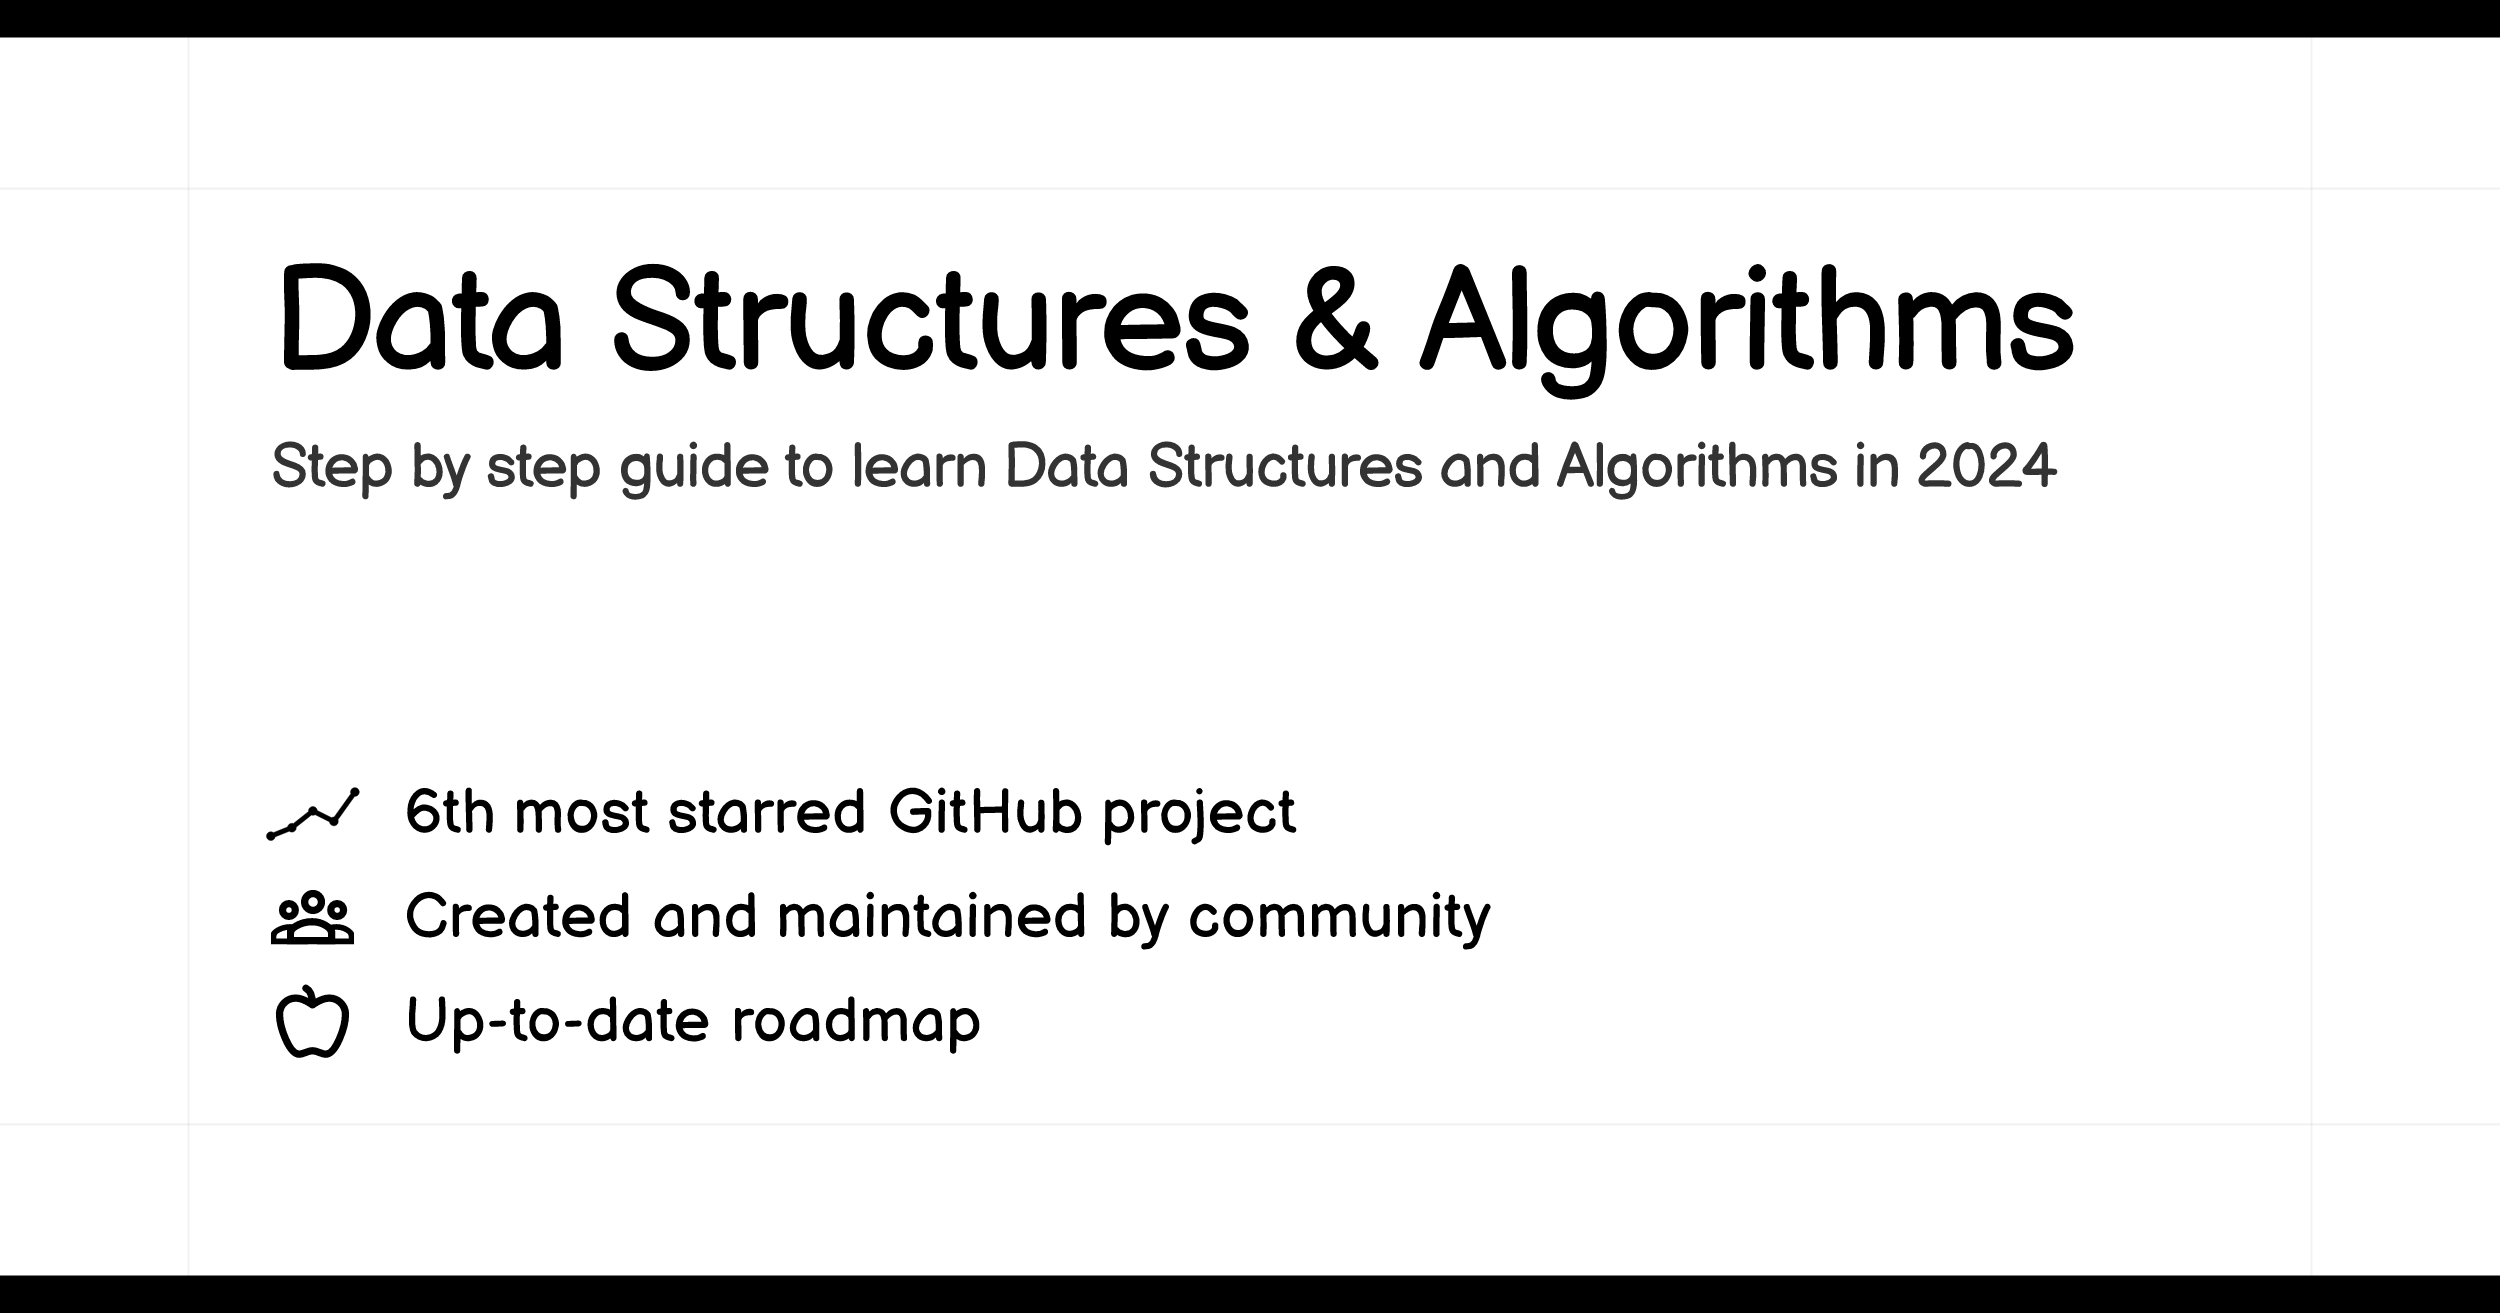 Data Structures & Algorithms
Step by step guide to learn Data Structures and Algorithms in 2024
6th most starred GitHub project
Created and maintained by community
Up-to-date roadmap